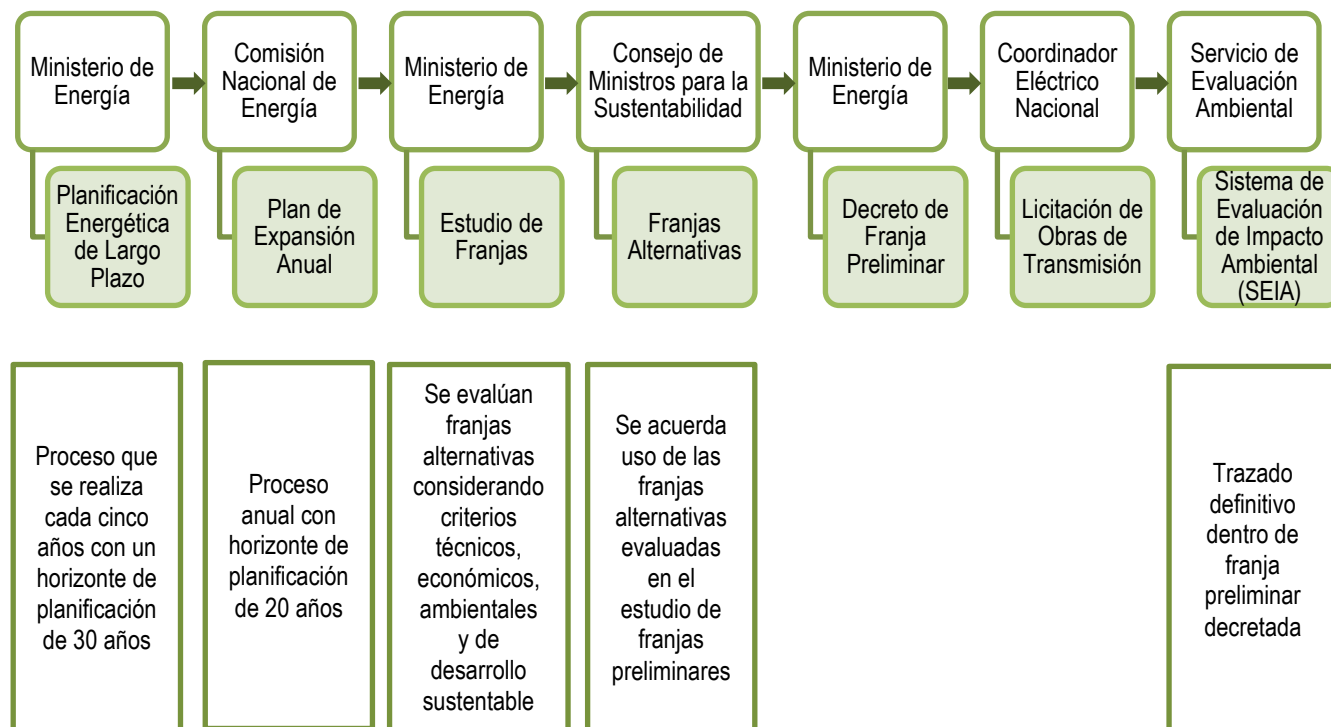 Ministerio de
Energía
Comisión
Nacional de
Energía
Ministerio de
Energía
Consejo de
Ministros para la
Sustentabilidad
Ministerio de
Energía
Coordinador
Eléctrico
Nacional
Servicio de
Evaluación
Ambiental
Planificación
Energética
de Largo
Plazo
Plan de
Expansión
Anual
Estudio de
Franjas
Franjas
Alternativas
Decreto de
Franja
Preliminar
Licitación de
Obras de
Transmisión
Sistema de
Evaluación
de Impacto
Ambiental
(SEIA)
Proceso que
se realiza
cada cinco
años con un
horizonte de
planificación
de 30 años
Proceso
anual con
horizonte de
planificación
de 20 años
Se evalúan
franjas
alternativas
considerando
criterios
técnicos,
económicos,
ambientales
y de
desarrollo
sustentable
Se acuerda
uso de las
franjas
alternativas
evaluadas
en el
estudio de
franjas
preliminares
Trazado
definitivo
dentro de
franja
preliminar
decretada